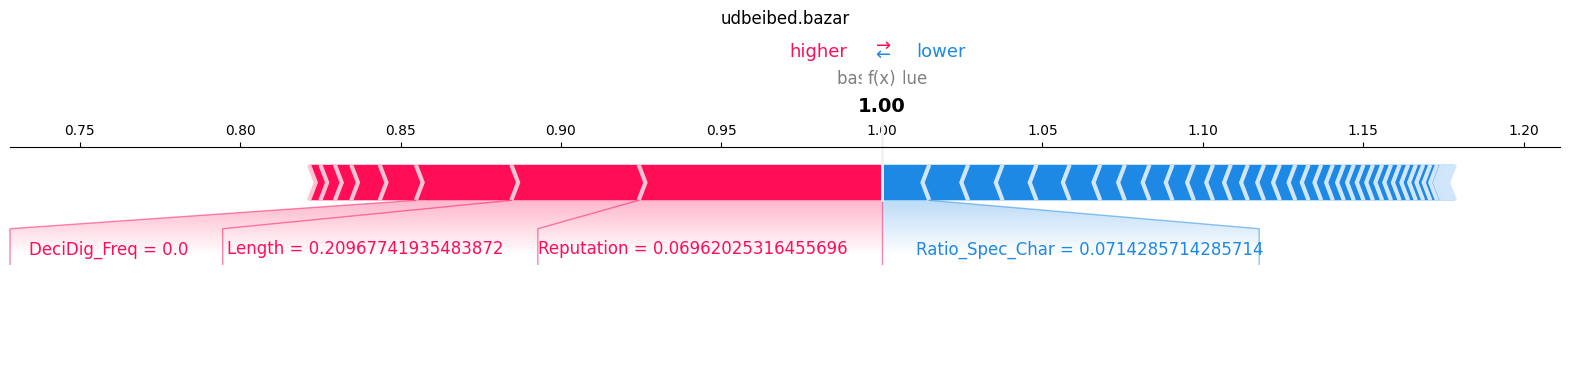 udbeibed.bazar
higher ⇄ lower
f(x)
1.00
0.75 0.80 0.85 0.90 0.95 1.00 1.05 1.10 1.15 1.20
DeciDig_Freq = 0.0 Length = 0.20967741935483872 Reputation = 0.06962025316455696 Ratio_Spec_Char = 0.0714285714285714